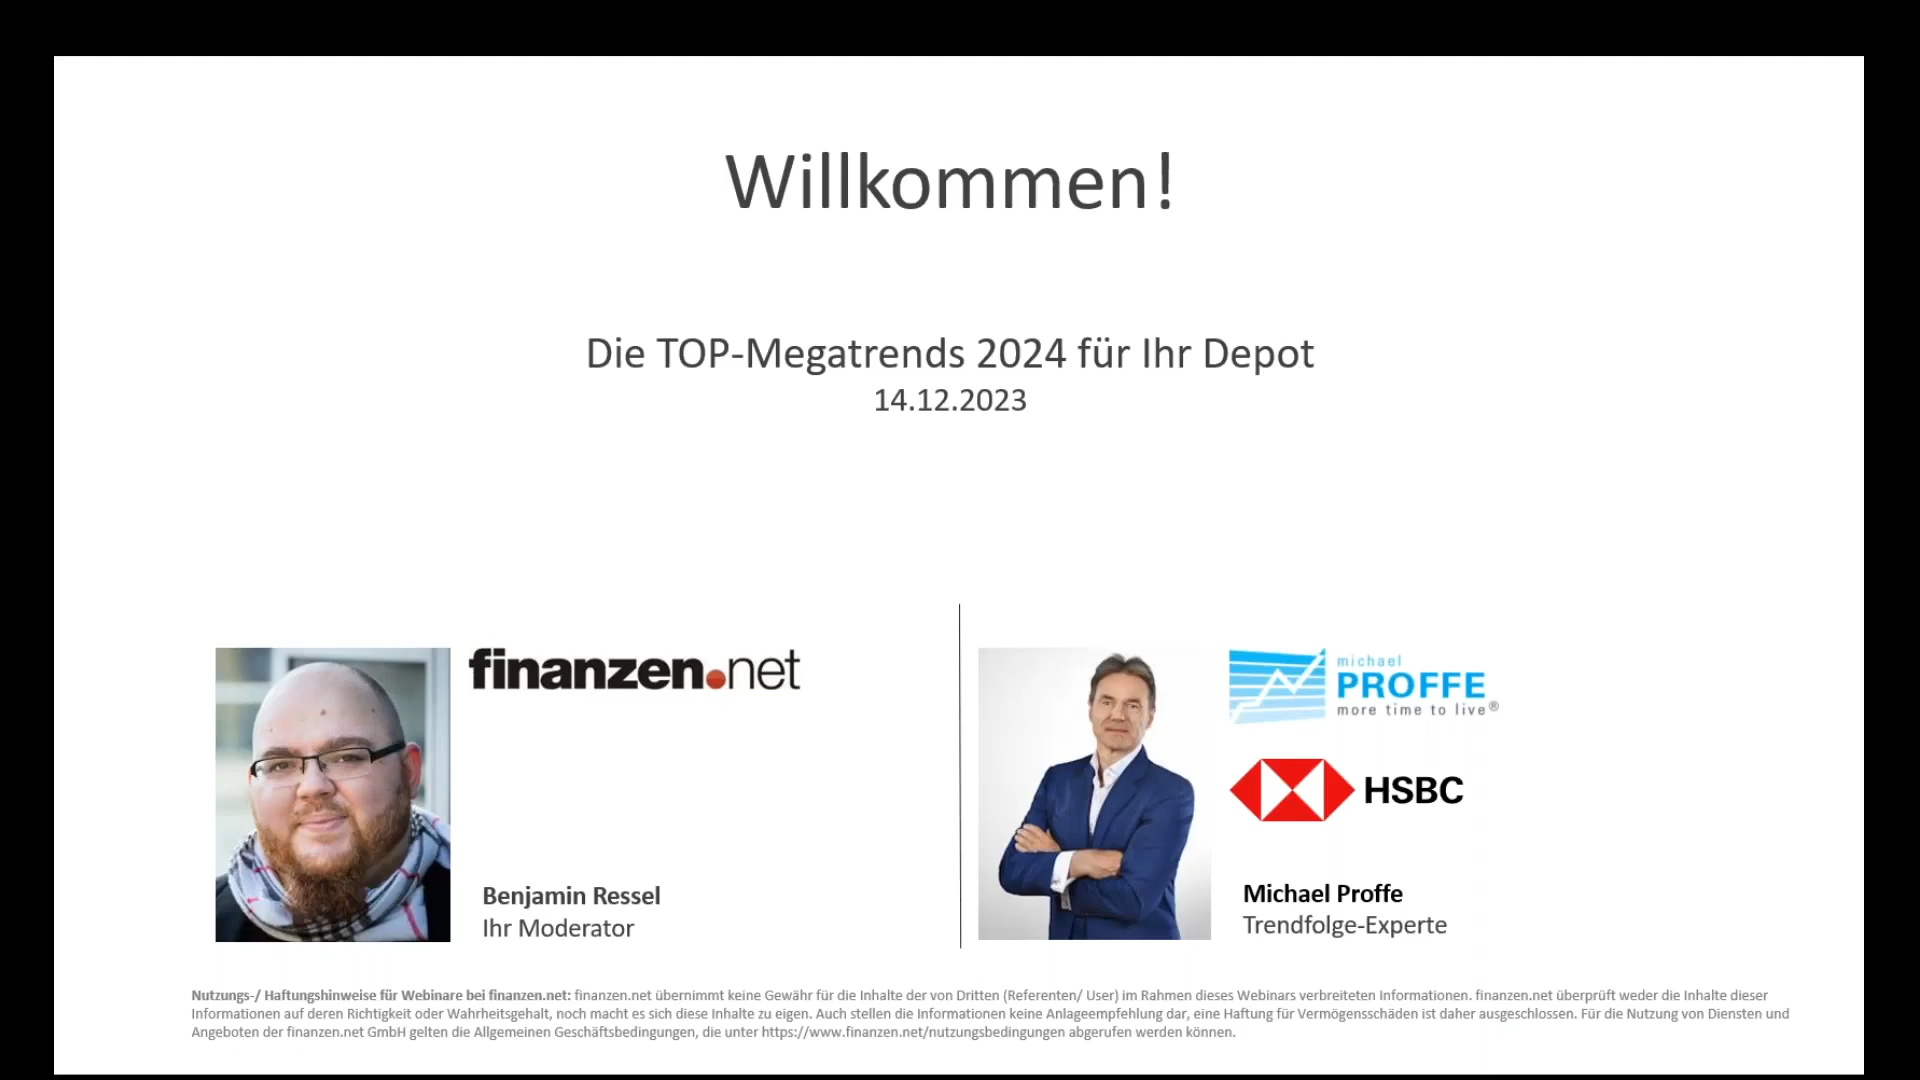 Willkommen!
Die TOP-Megatrends 2024 für Ihr Depot
14.12.2023
finanzen.net
Benjamin Ressel
Ihr Moderator
michael
PROFFE
more time to live®
HSBC
Michael Proffe
Trendfolge-Experte
Nutzungs-/ Haftungshinweise für Webinare bei finanzen.net: finanzen.net übernimmt keine Gewähr für die Inhalte der von Dritten (Referenten/ User) im Rahmen dieses Webinars verbreiteten Informationen. finanzen.net überprüft weder die Inhalte dieser
Informationen auf deren Richtigkeit oder Wahrheitsgehalt, noch macht es sich diese Inhalte zu eigen. Auch stellen die Informationen keine Anlageempfehlung dar, eine Haftung für Vermögensschäden ist daher ausgeschlossen. Für die Nutzung von Diensten und
Angeboten der finanzen.net GmbH gelten die Allgemeinen Geschäftsbedingungen, die unter https://www.finanzen.net/nutzungsbedingungen abgerufen werden können.